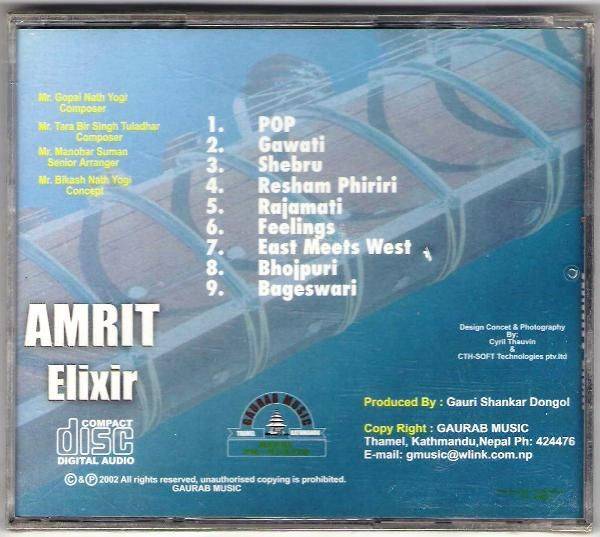 Mr. Gopal Nath Yogi
Composer
Mr. Tara Bir Singh Tuladhar
Composer
Mr. Manohar Suman
Senior Arranger
Mr. Bikash Nath Yogi
Concept
1. POP
2. Gawati
3. Shebru
4. Resham Phiriri
5. Rajamati
6. Feelings
7. East Meets West
8. Bhojpuri
9. Bageswari
AMRIT
Elixir
COMPACT
disc
DIGITAL AUDIO
GAURAB MUSIC
THAMEL KATHMANDU
Design Concet & Photography
By:
Cyril Thauvin
&
CTH-SOFT Technologies ptv.ltd
Produced By : Gauri Shankar Dongol
Copy Right : GAURAB MUSIC
Thamel, Kathmandu,Nepal Ph: 424476
E-mail: gmusic@wlink.com.np
© & ℗ 2002 All rights reserved, unauthorised copying is prohibited.
GAURAB MUSIC